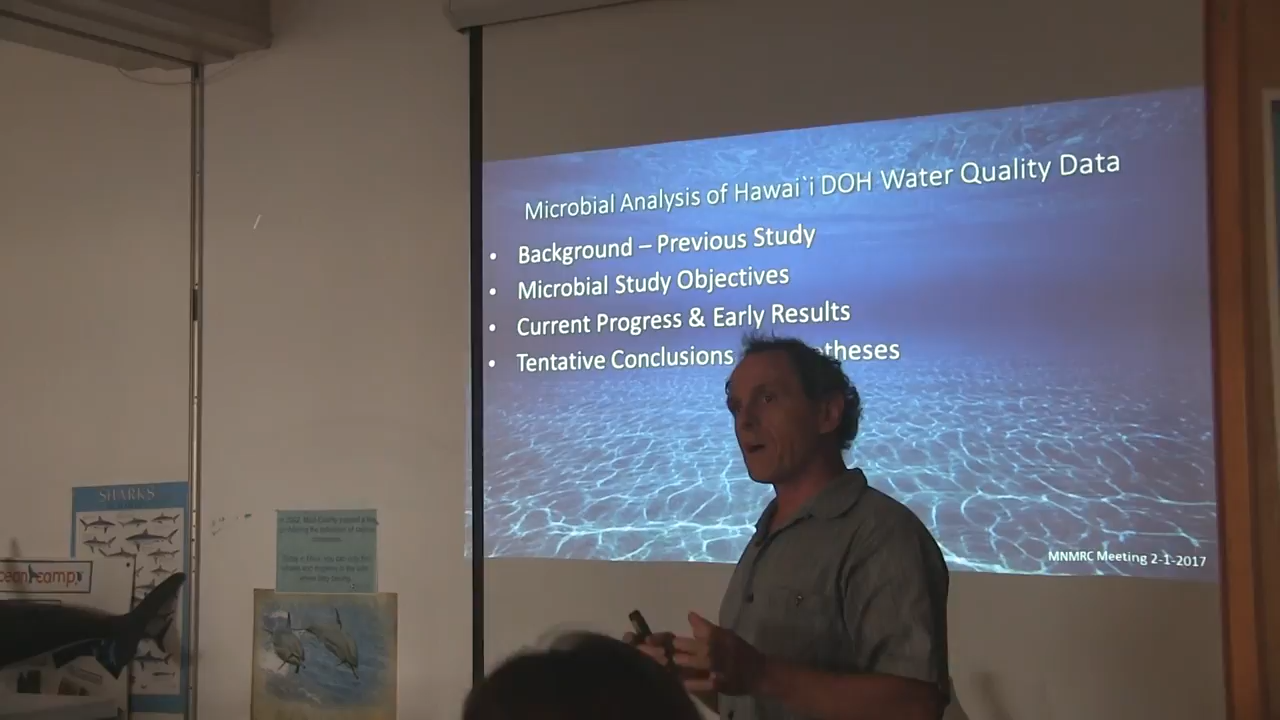 Microbial Analysis of Hawai`i DOH Water Quality Data
• Background – Previous Study
• Microbial Study Objectives
• Current Progress & Early Results
• Tentative Conclusions theses
MNMRC Meeting 2-1-2017
SHARKS
ocean camp